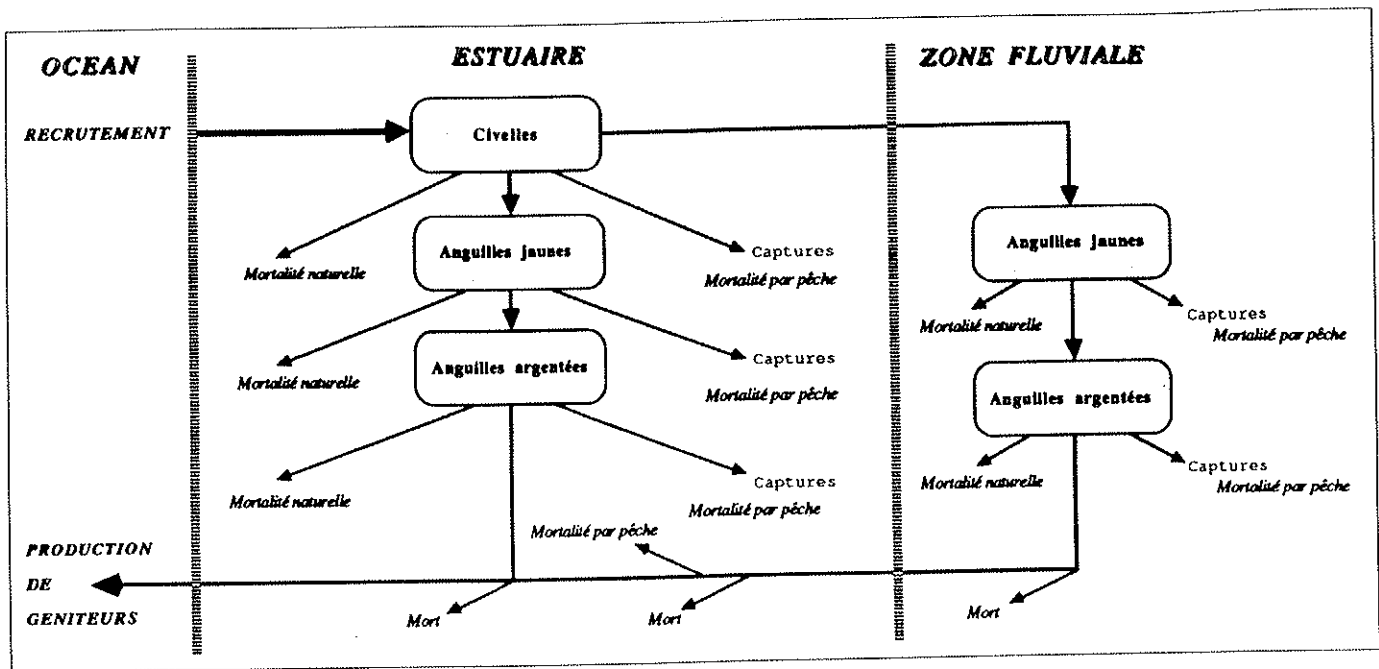 OCEAN
ESTUAIRE
ZONE FLUVIALE
RECRUTEMENT
Civelles
Anguilles jaunes
Mortalité naturelle
Captures
Mortalité par pêche
Anguilles argentées
Mortalité naturelle
Captures
Mortalité par pêche
Mortalité naturelle
Captures
Mortalité par pêche
Anguilles jaunes
Mortalité naturelle
Captures
Mortalité par pêche
Anguilles argentées
Mortalité naturelle
Captures
Mortalité par pêche
Mortalité par pêche
PRODUCTION
DE
GENITEURS
Mort
Mort
Mort